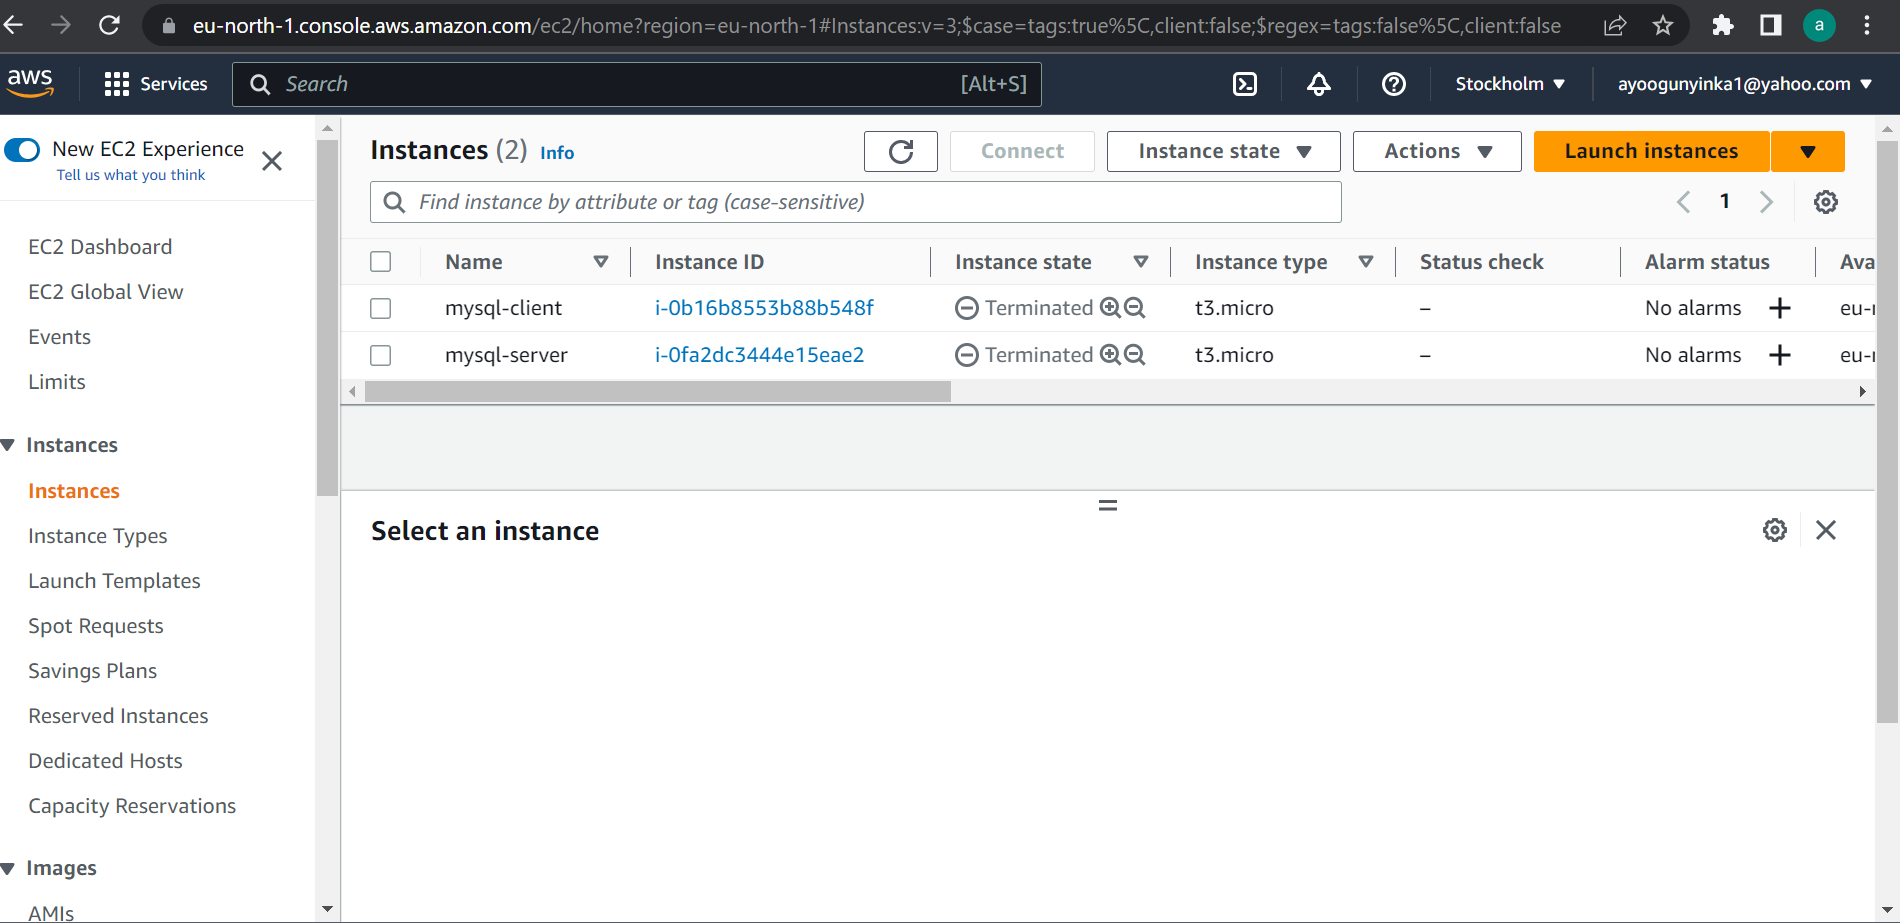 eu-north-1.console.aws.amazon.com/ec2/home?region=eu-north-1#Instances:v=3;$case=tags:true%5C,client:false;$regex=tags:false%5C,client:false
a
aws
Services
Search
[Alt+S]
Stockholm
ayoogunyinka1@yahoo.com
New EC2 Experience
Tell us what you think
EC2 Dashboard
EC2 Global View
Events
Limits
Instances
Instances
Instance Types
Launch Templates
Spot Requests
Savings Plans
Reserved Instances
Dedicated Hosts
Capacity Reservations
Images
AMIs
Instances (2) Info
Connect
Instance state
Actions
Launch instances
Find instance by attribute or tag (case-sensitive)
1
Name Instance ID Instance state Instance type Status check Alarm status Ava
mysql-client i-0b16b8553b88b548f Terminated t3.micro – No alarms + eu-
mysql-server i-0fa2dc3444e15eae2 Terminated t3.micro – No alarms + eu-
Select an instance